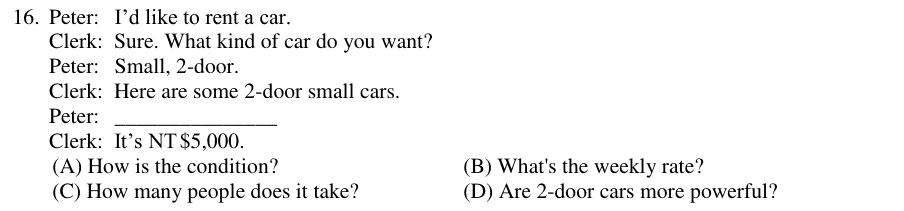 16. Peter: I'd like to rent a car.
Clerk: Sure. What kind of car do you want?
Peter: Small, 2-door.
Clerk: Here are some 2-door small cars.
Peter: _______________
Clerk: It's NT$5,000.
(A) How is the condition? (B) What's the weekly rate?
(C) How many people does it take? (D) Are 2-door cars more powerful?